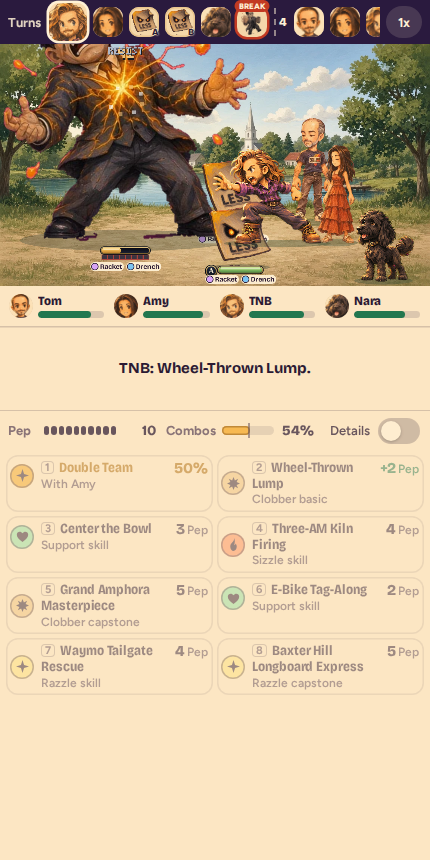 Turns
A
B
BREAK
4
1x
RESIST
LESS
LESS
Racket Drench
A
Racket Drench
Tom
Amy
TNB
Nara
TNB: Wheel-Thrown Lump.
Pep 10 Combos 54% Details
1 Double Team 50%
With Amy
2 Wheel-Thrown Lump +2 Pep
Clobber basic
3 Center the Bowl 3 Pep
Support skill
4 Three-AM Kiln Firing 4 Pep
Sizzle skill
5 Grand Amphora Masterpiece 5 Pep
Clobber capstone
6 E-Bike Tag-Along 2 Pep
Support skill
7 Waymo Tailgate Rescue 4 Pep
Razzle skill
8 Baxter Hill Longboard Express 5 Pep
Razzle capstone